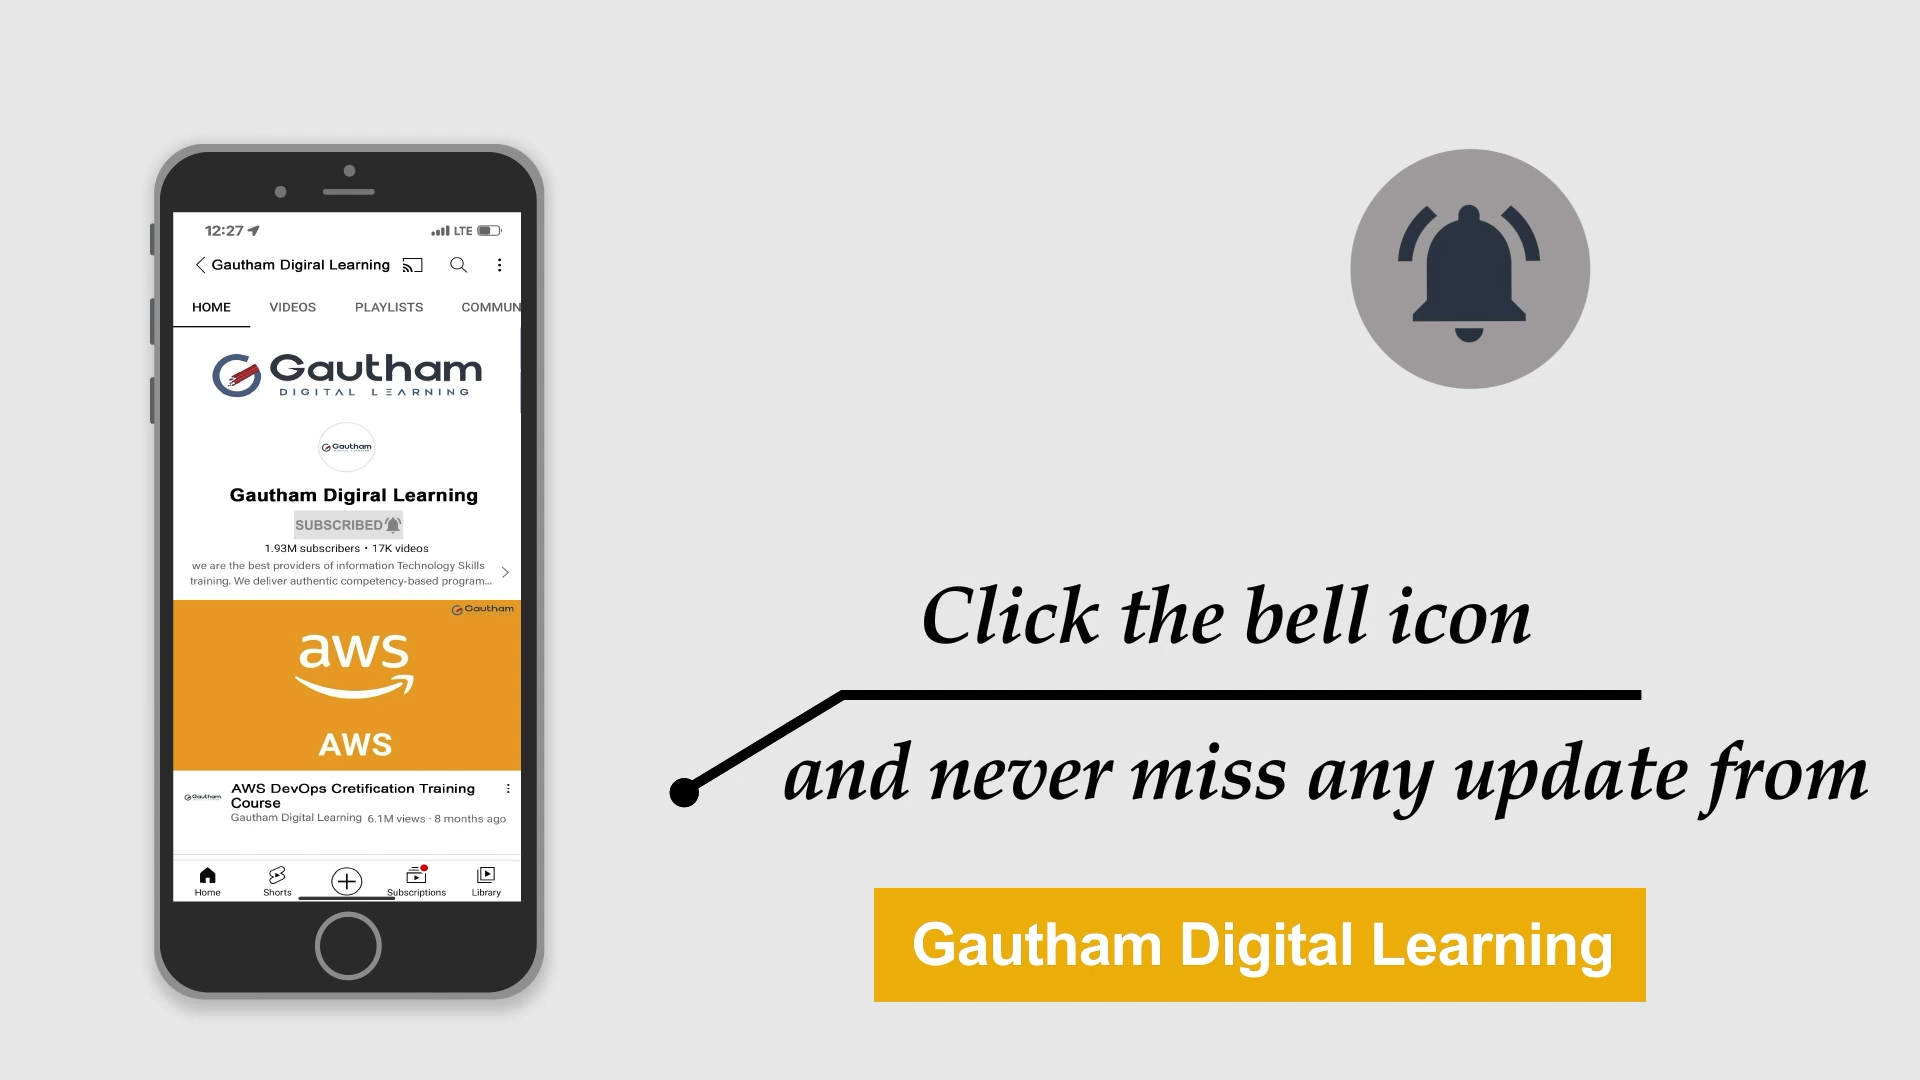 12:27
LTE
Gautham Digiral Learning
HOME VIDEOS PLAYLISTS COMMUN
Gautham
DIGITAL LEARNING
Gautham
Gautham Digiral Learning
SUBSCRIBED
1.93M subscribers • 17K videos
we are the best providers of information Technology Skills
training. We deliver authentic competency-based program...
Gautham
aws
AWS
Gautham
AWS DevOps Cretification Training
Course
Gautham Digital Learning 6.1M views · 8 months ago
Home Shorts Subscriptions Library
Click the bell icon
and never miss any update from
Gautham Digital Learning